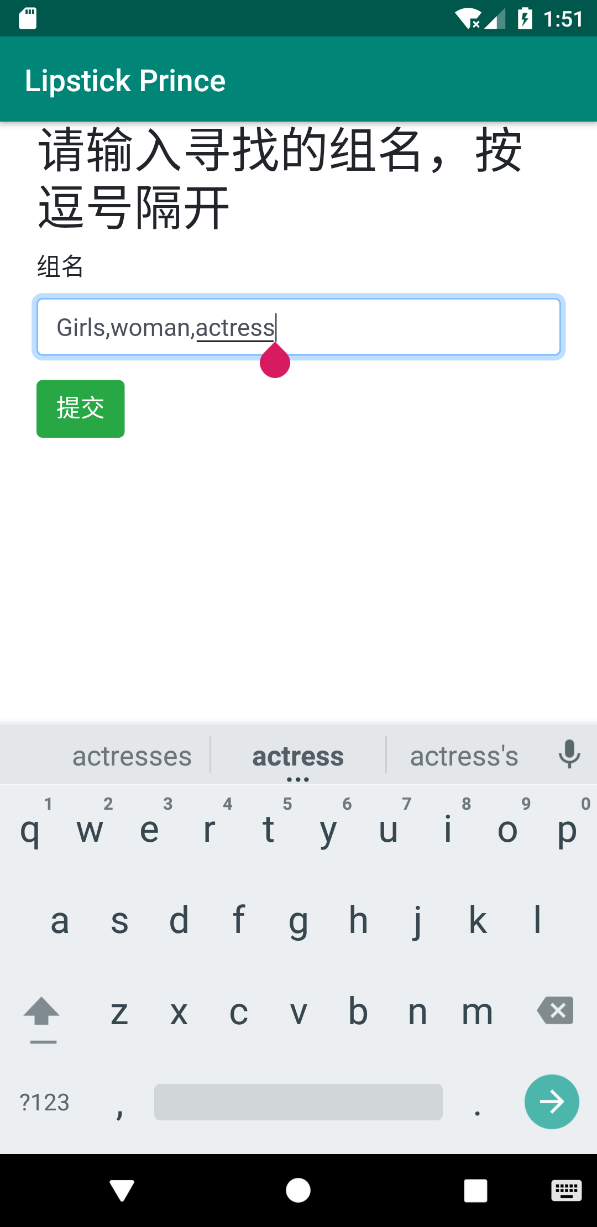 1:51
Lipstick Prince
请输入寻找的组名，按
逗号隔开
组名
Girls,woman,actress
提交
actresses actress actress's
1 2 3 4 5 6 7 8 9 0
q w e r t y u i o p
a s d f g h j k l
z x c v b n m
?123 , .